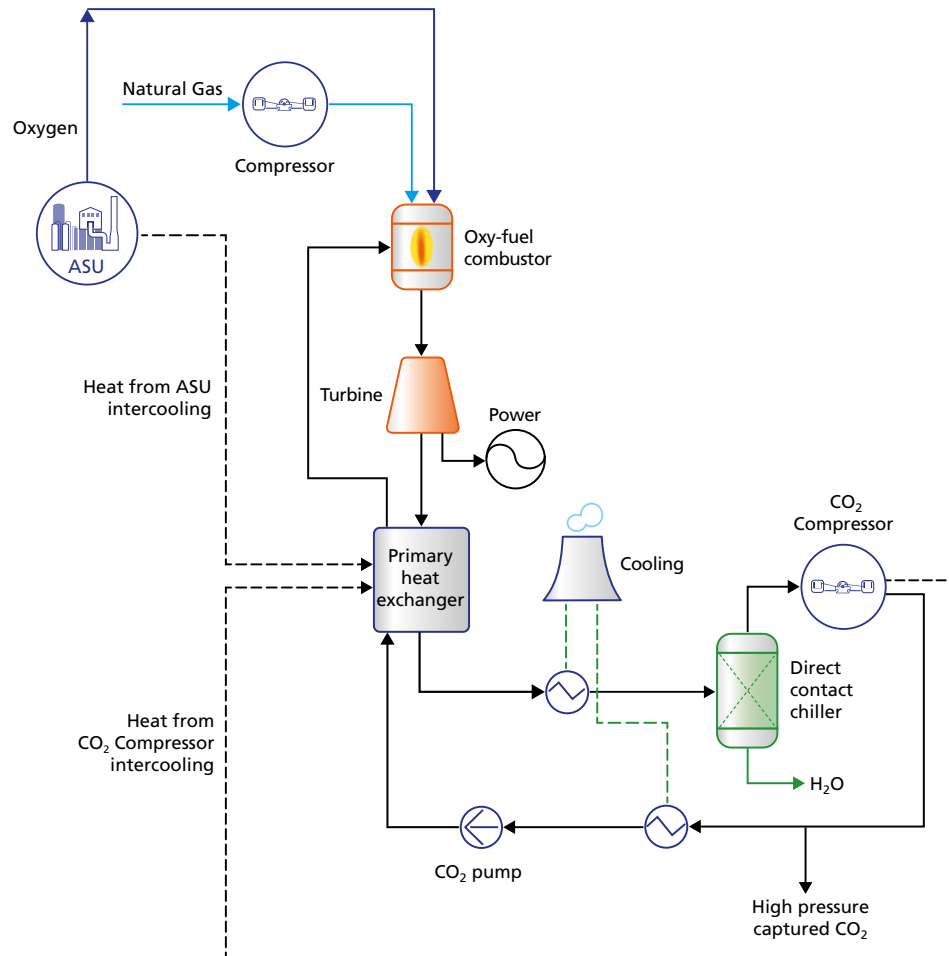 Natural Gas
Oxygen
Compressor
ASU
Oxy-fuel
combustor
Heat from ASU
intercooling
Turbine
Power
CO₂
Compressor
Primary
heat
exchanger
Cooling
Direct
contact
chiller
Heat from
CO₂ Compressor
intercooling
H₂O
CO₂ pump
High pressure
captured CO₂